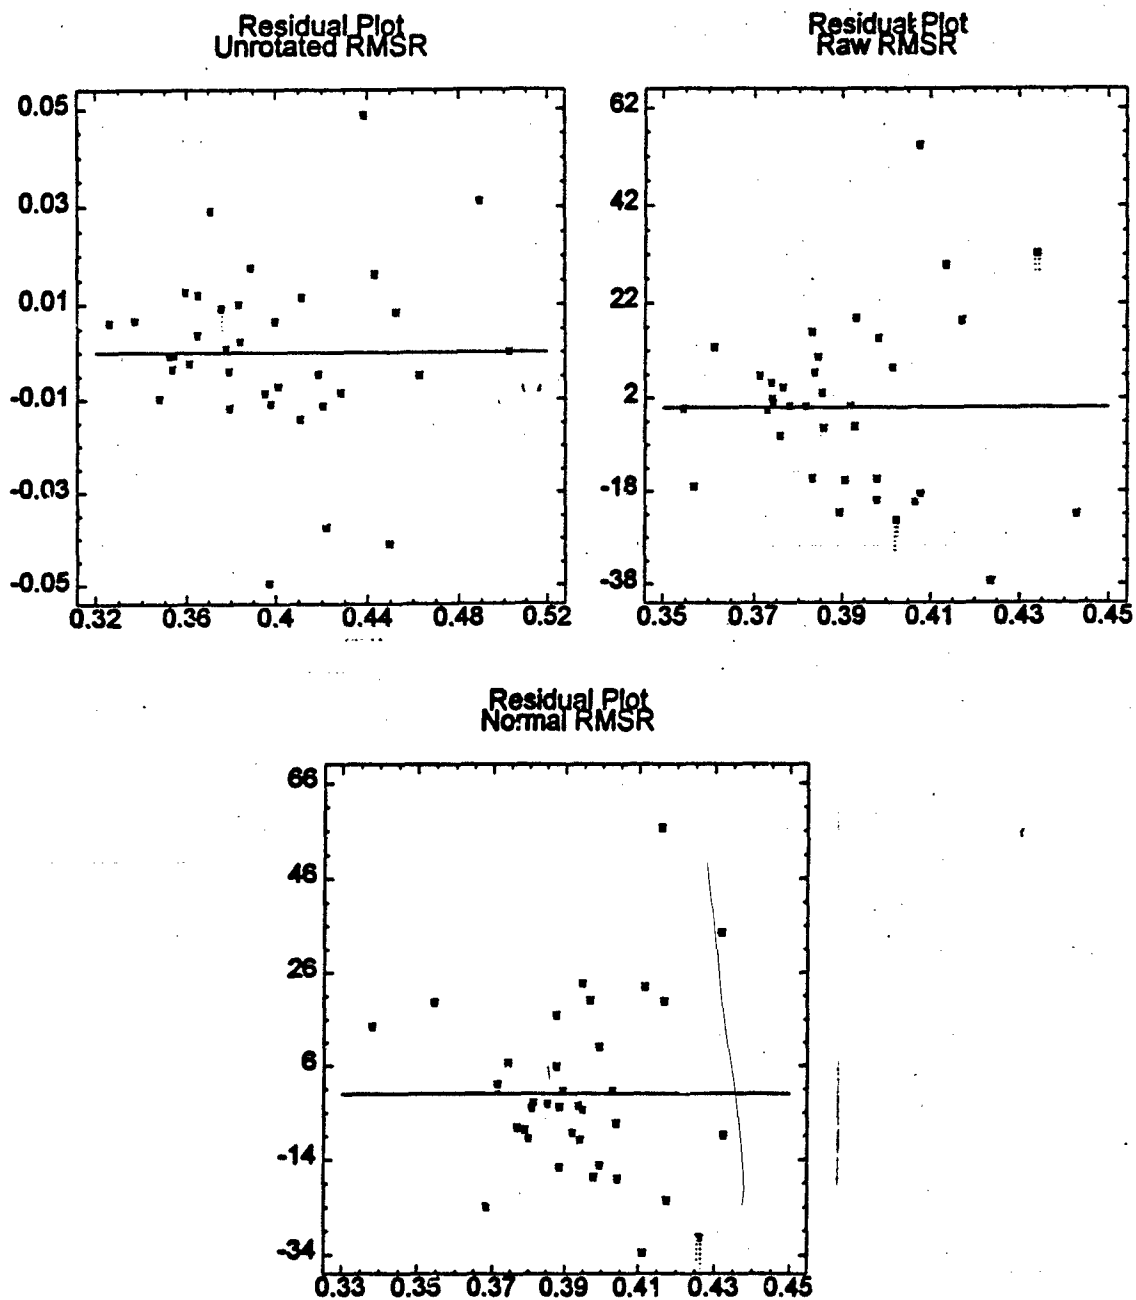 Residual Plot
Unrotated RMSR
0.05
0.03
0.01
-0.01
-0.03
-0.05
0.32 0.36 0.4 0.44 0.48 0.52
Residual Plot
Raw RMSR
62
42
22
2
-18
-38
0.35 0.37 0.39 0.41 0.43 0.45
Residual Plot
Normal RMSR
66
46
26
6
-14
-34
0.33 0.35 0.37 0.39 0.41 0.43 0.45